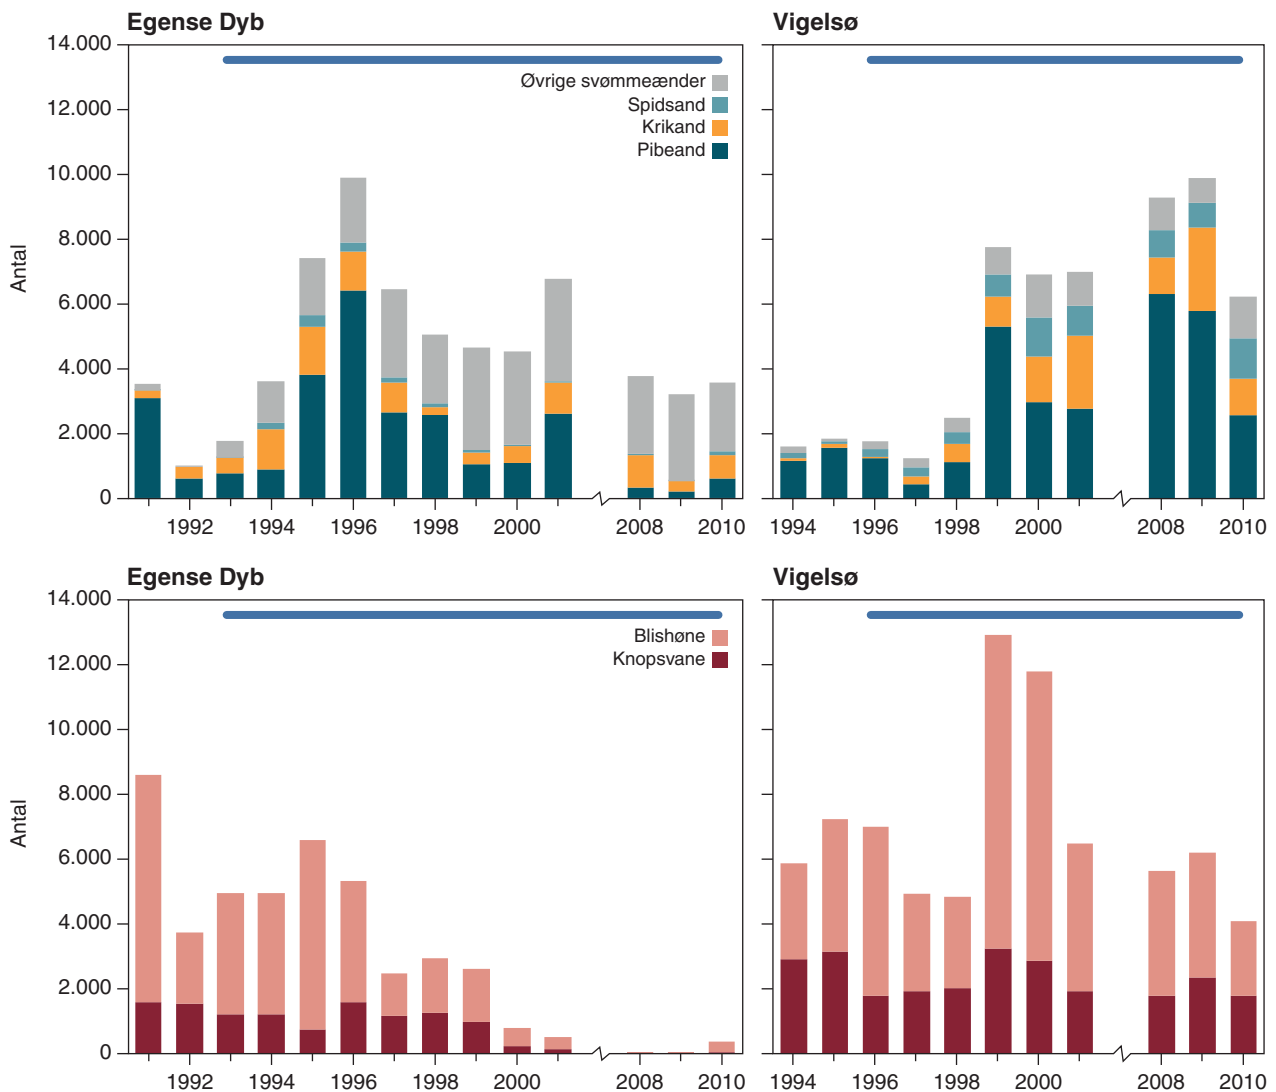 Egense Dyb
Vigelsø
14.000
12.000
10.000
8.000
6.000
4.000
2.000
0
Antal
Øvrige svømmeænder
Spidsand
Krikand
Pibeand
1992 1994 1996 1998 2000 2008 2010
1994 1996 1998 2000 2008 2010
Egense Dyb
Vigelsø
14.000
12.000
10.000
8.000
6.000
4.000
2.000
0
Antal
Blishøne
Knopsvane
1992 1994 1996 1998 2000 2008 2010
1994 1996 1998 2000 2008 2010